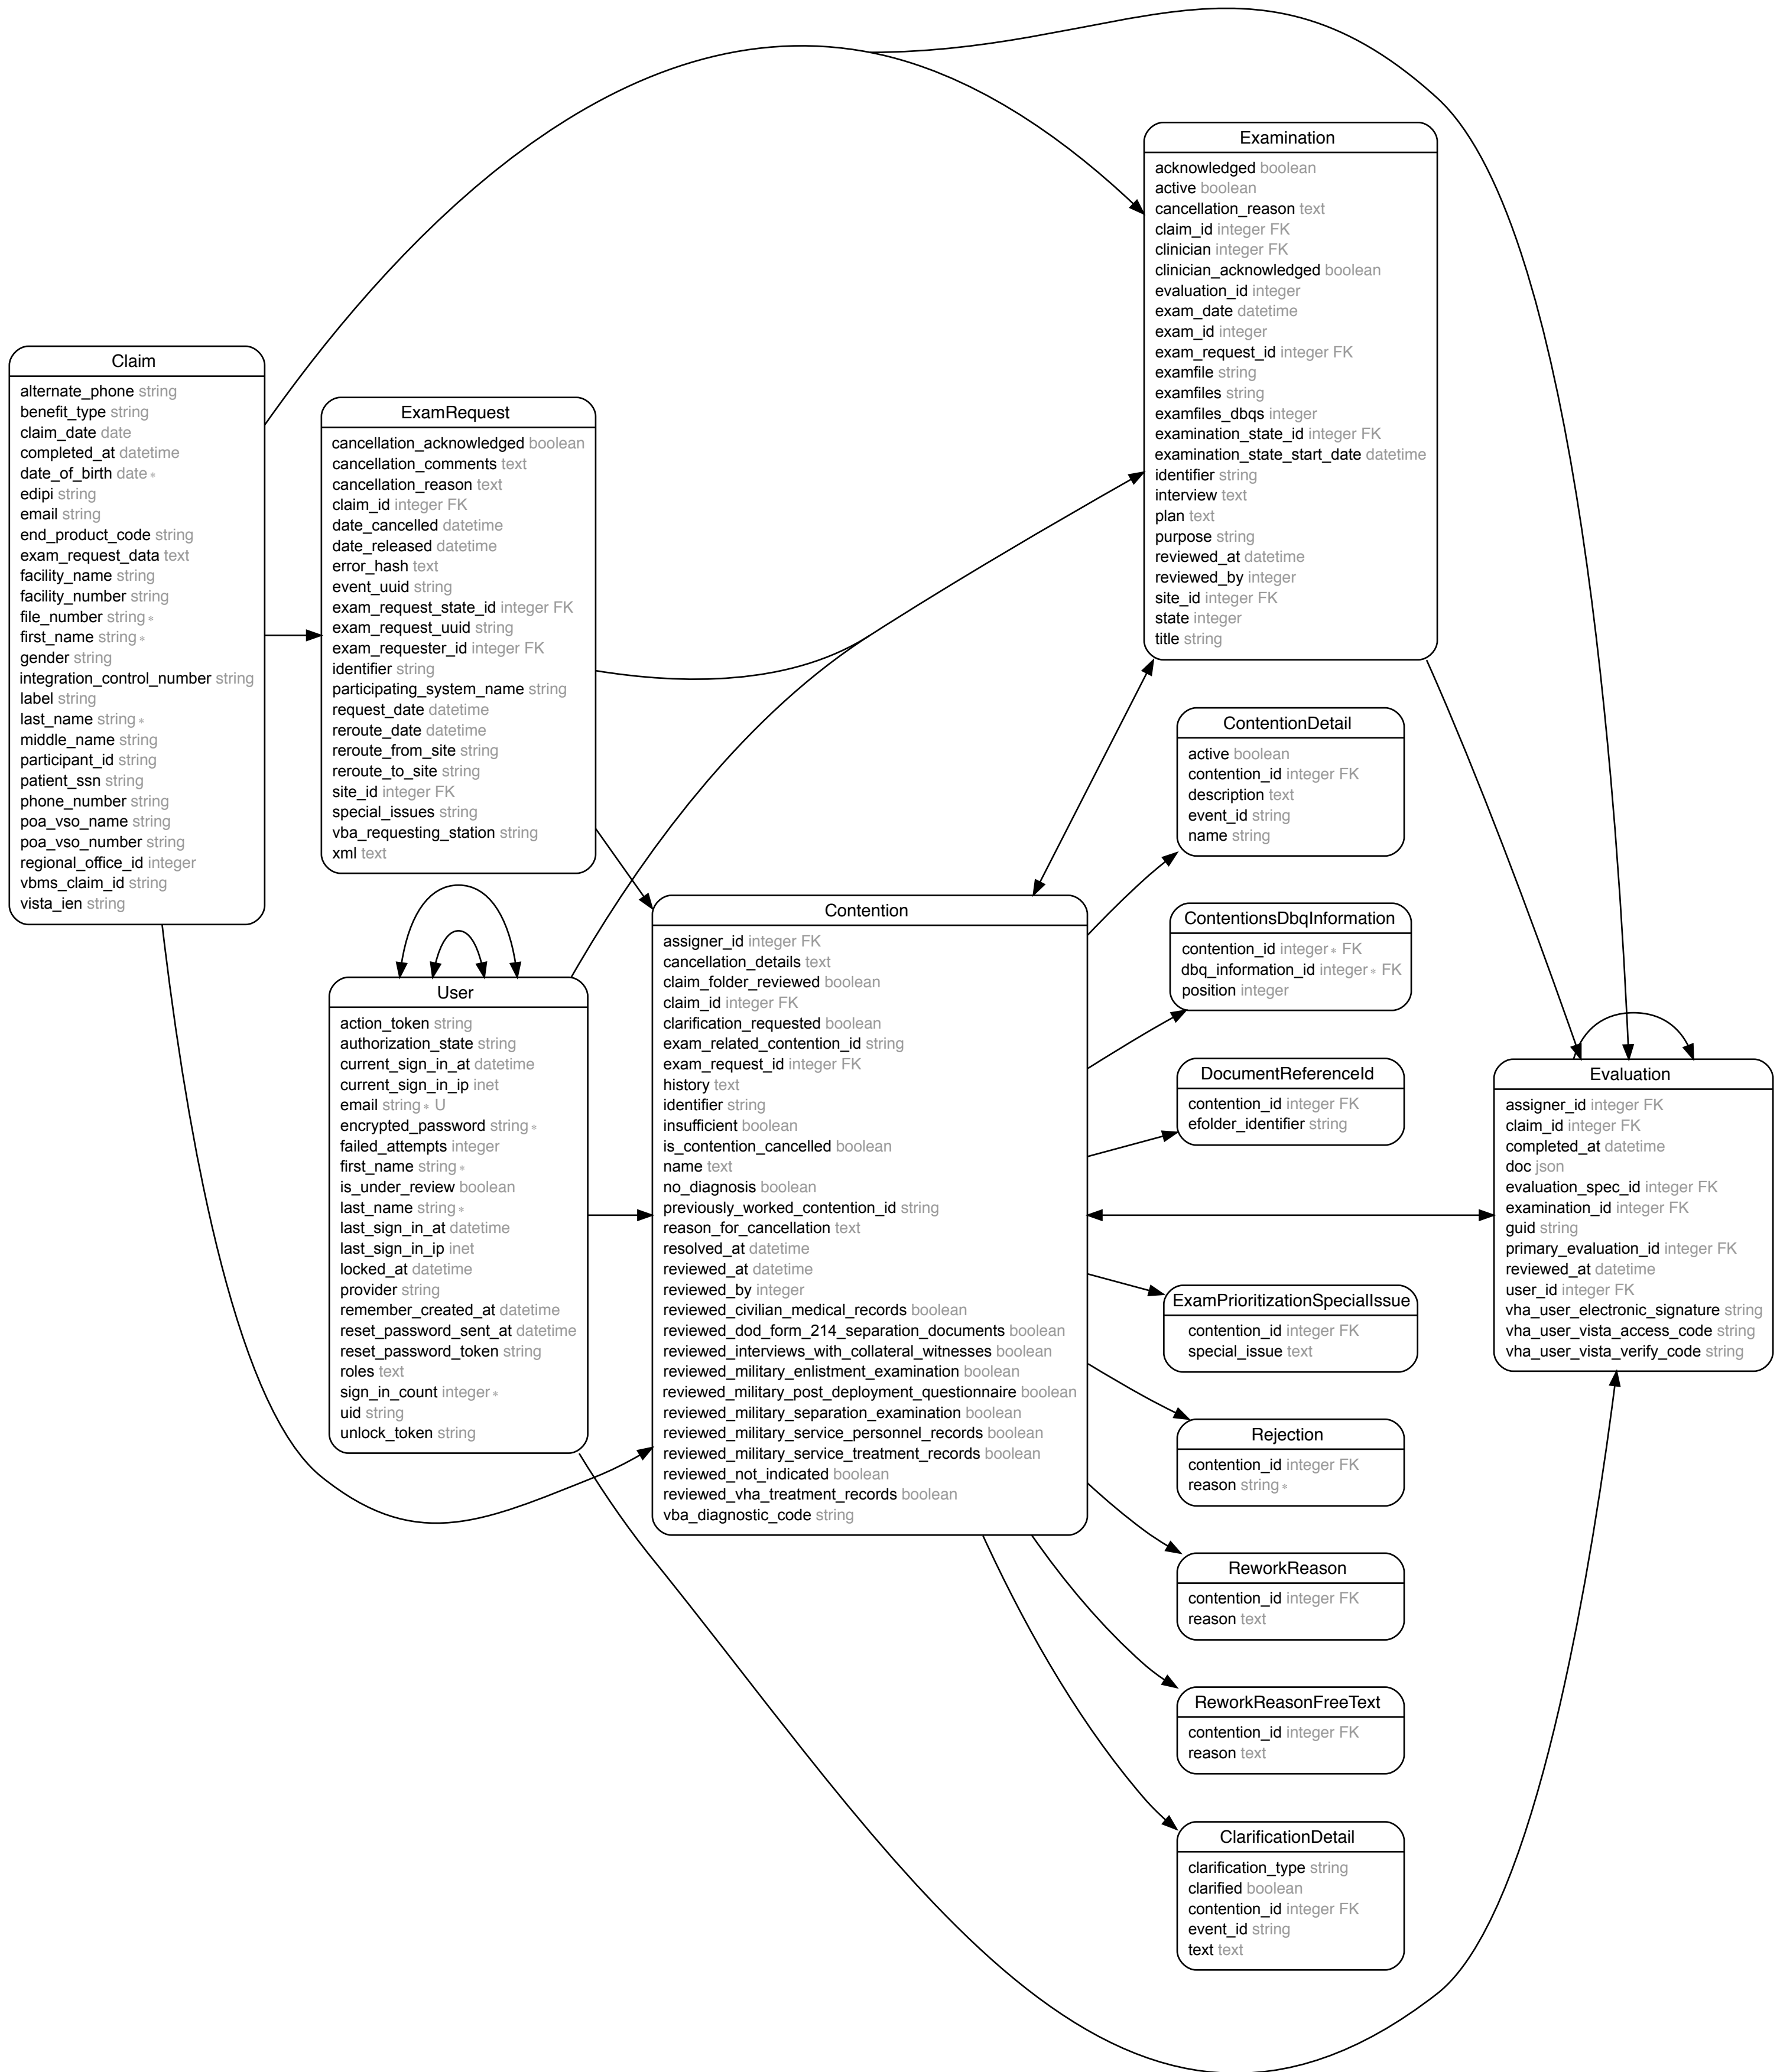 Examination
acknowledged boolean
active boolean
cancellation_reason text
claim_id integer FK
clinician integer FK
clinician_acknowledged boolean
evaluation_id integer
exam_date datetime
exam_id integer
exam_request_id integer FK
examfile string
examfiles string
examfiles_dbqs integer
examination_state_id integer FK
examination_state_start_date datetime
identifier string
interview text
plan text
purpose string
reviewed_at datetime
reviewed_by integer
site_id integer FK
state integer
title string
Claim
alternate_phone string
benefit_type string
claim_date date
completed_at datetime
date_of_birth date *
edipi string
email string
end_product_code string
exam_request_data text
facility_name string
facility_number string
file_number string *
first_name string *
gender string
integration_control_number string
label string
last_name string *
middle_name string
participant_id string
patient_ssn string
phone_number string
poa_vso_name string
poa_vso_number string
regional_office_id integer
vbms_claim_id string
vista_ien string
ExamRequest
cancellation_acknowledged boolean
cancellation_comments text
cancellation_reason text
claim_id integer FK
date_cancelled datetime
date_released datetime
error_hash text
event_uuid string
exam_request_state_id integer FK
exam_request_uuid string
exam_requester_id integer FK
identifier string
participating_system_name string
request_date datetime
reroute_date datetime
reroute_from_site string
reroute_to_site string
site_id integer FK
special_issues string
vba_requesting_station string
xml text
ContentionDetail
active boolean
contention_id integer FK
description text
event_id string
name string
Contention
assigner_id integer FK
cancellation_details text
claim_folder_reviewed boolean
claim_id integer FK
clarification_requested boolean
exam_related_contention_id string
exam_request_id integer FK
history text
identifier string
insufficient boolean
is_contention_cancelled boolean
name text
no_diagnosis boolean
previously_worked_contention_id string
reason_for_cancellation text
resolved_at datetime
reviewed_at datetime
reviewed_by integer
reviewed_civilian_medical_records boolean
reviewed_dod_form_214_separation_documents boolean
reviewed_interviews_with_collateral_witnesses boolean
reviewed_military_enlistment_examination boolean
reviewed_military_post_deployment_questionnaire boolean
reviewed_military_separation_examination boolean
reviewed_military_service_personnel_records boolean
reviewed_military_service_treatment_records boolean
reviewed_not_indicated boolean
reviewed_vha_treatment_records boolean
vba_diagnostic_code string
ContentionsDbqInformation
contention_id integer * FK
dbq_information_id integer * FK
position integer
User
action_token string
authorization_state string
current_sign_in_at datetime
current_sign_in_ip inet
email string * U
encrypted_password string *
failed_attempts integer
first_name string *
is_under_review boolean
last_name string *
last_sign_in_at datetime
last_sign_in_ip inet
locked_at datetime
provider string
remember_created_at datetime
reset_password_sent_at datetime
reset_password_token string
roles text
sign_in_count integer *
uid string
unlock_token string
DocumentReferenceId
contention_id integer FK
efolder_identifier string
Evaluation
assigner_id integer FK
claim_id integer FK
completed_at datetime
doc json
evaluation_spec_id integer FK
examination_id integer FK
guid string
primary_evaluation_id integer FK
reviewed_at datetime
user_id integer FK
vha_user_electronic_signature string
vha_user_vista_access_code string
vha_user_vista_verify_code string
ExamPrioritizationSpecialIssue
contention_id integer FK
special_issue text
Rejection
contention_id integer FK
reason string *
ReworkReason
contention_id integer FK
reason text
ReworkReasonFreeText
contention_id integer FK
reason text
ClarificationDetail
clarification_type string
clarified boolean
contention_id integer FK
event_id string
text text